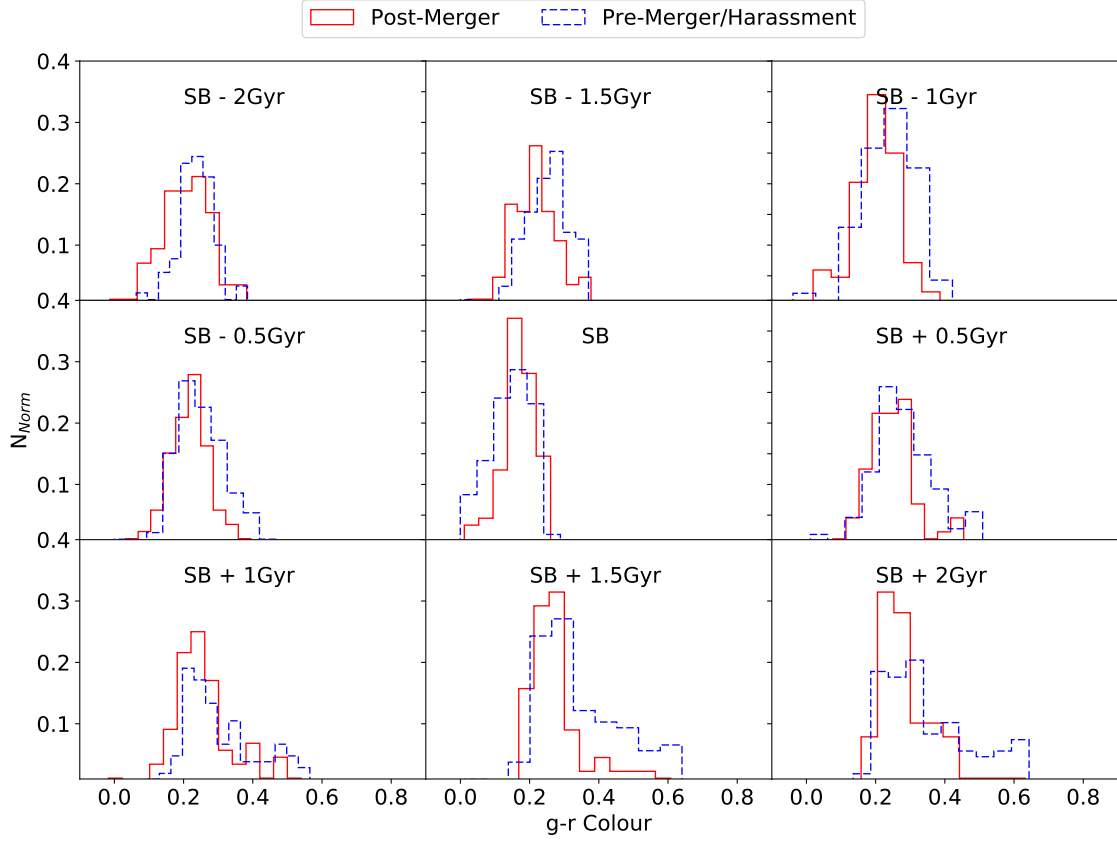 Post-Merger Pre-Merger/Harassment
0.4
SB - 2Gyr SB - 1.5Gyr SB - 1Gyr
0.3
0.2
0.1
0.4
SB - 0.5Gyr SB SB + 0.5Gyr
0.3
0.2
0.1
N_Norm
0.4
SB + 1Gyr SB + 1.5Gyr SB + 2Gyr
0.3
0.2
0.1
0.0 0.2 0.4 0.6 0.8 0.0 0.2 0.4 0.6 0.8 0.0 0.2 0.4 0.6 0.8
g-r Colour